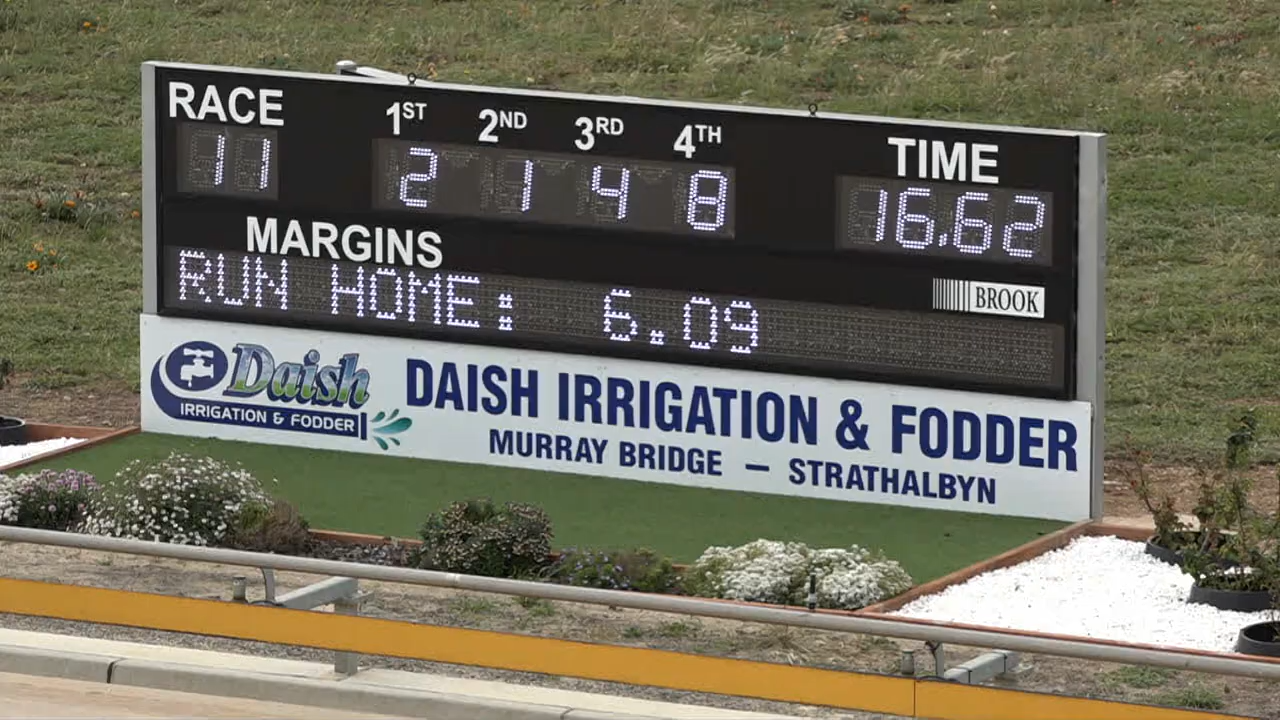 RACE 1ST 2ND 3RD 4TH TIME
11 2 1 4 8 16.62
MARGINS
RUN HOME: 6.09
BROOK
Daish
IRRIGATION & FODDER
DAISH IRRIGATION & FODDER
MURRAY BRIDGE – STRATHALBYN